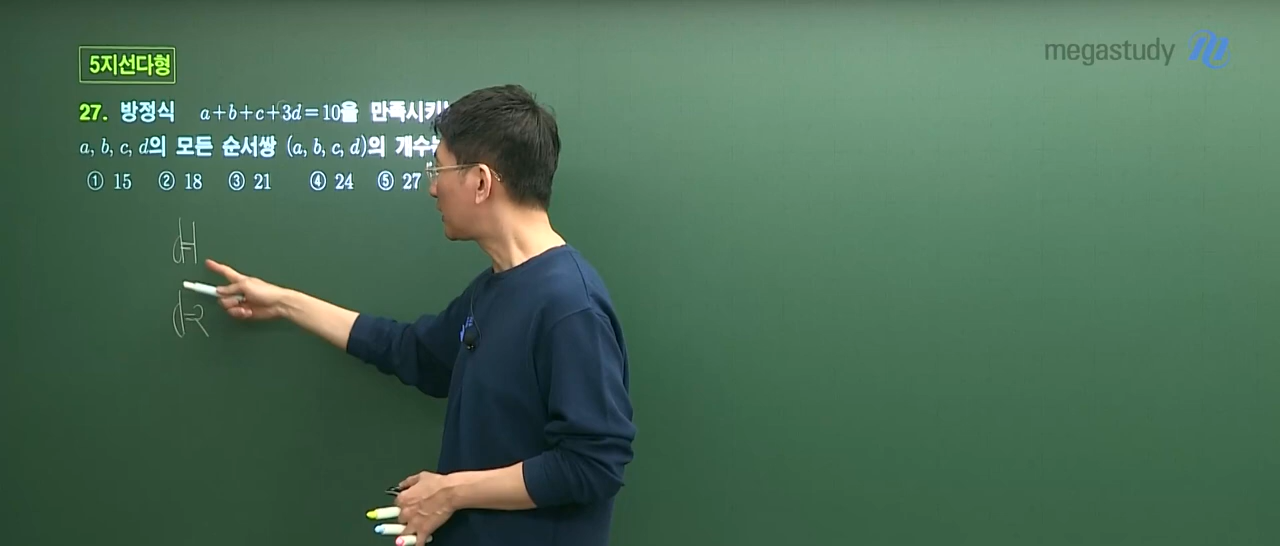 megastudy
5지선다형
27. 방정식 a+b+c+3d=10을 만족시키
a, b, c, d의 모든 순서쌍 (a, b, c, d)의 개수
① 15 ② 18 ③ 21 ④ 24 ⑤ 27
d=1
d=2